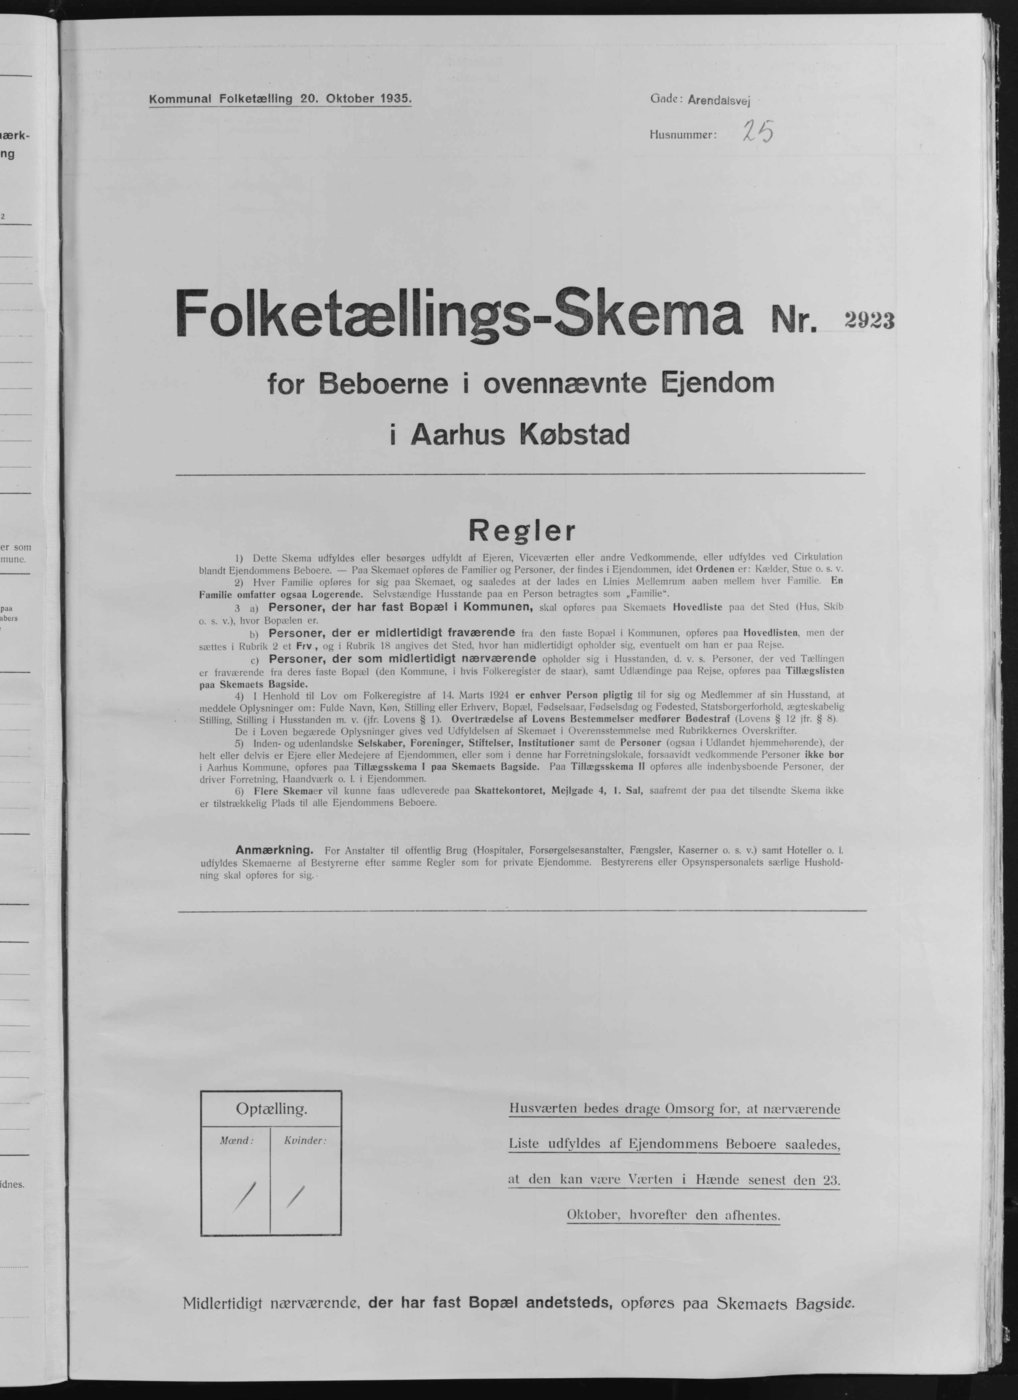 Kommunal Folketælling 20. Oktober 1935.
Gade: Arendalsvej
Husnummer: 25
Folketællings-Skema Nr. 2923
for Beboerne i ovennævnte Ejendom
i Aarhus Købstad
Regler
1) Dette Skema udfyldes eller besørges udfyldt af Ejeren, Viceværten eller andre Vedkommende, eller udfyldes ved Cirkulation
blandt Ejendommens Beboere. — Paa Skemaet opføres de Familier og Personer, der findes i Ejendommen, idet Ordenen er: Kælder, Stue o. s. v.
2) Hver Familie opføres for sig paa Skemaet, og saaledes at der lades en Linies Mellemrum aaben mellem hver Familie. En
Familie omfatter ogsaa Logerende. Selvstændige Husstande paa en Person betragtes som „Familie“.
3 a) Personer, der har fast Bopæl i Kommunen, skal opføres paa Skemaets Hovedliste paa det Sted (Hus, Skib
o. s. v.), hvor Bopælen er.
b) Personer, der er midlertidigt fraværende fra den faste Bopæl i Kommunen, opføres paa Hovedlisten, men der
sættes i Rubrik 2 et Frv., og i Rubrik 18 angives det Sted, hvor han midlertidigt opholder sig, eventuelt om han er paa Rejse.
c) Personer, der som midlertidigt nærværende opholder sig i Husstanden, d. v. s. Personer, der ved Tællingen
er fraværende fra deres faste Bopæl (den Kommune, i hvis Folkeregister de staar), samt Udlændinge paa Rejse, opføres paa Tillægslisten
paa Skemaets Bagside.
4) I Henhold til Lov om Folkeregistre af 14. Marts 1924 er enhver Person pligtig til for sig og Medlemmer af sin Husstand, at
meddele Oplysninger om: Fulde Navn, Køn, Stilling eller Erhverv, Bopæl, Fødselsaar, Fødselsdag og Fødested, Statsborgerforhold, ægteskabelig
Stilling, Stilling i Husstanden m. v. (jfr. Lovens § 1). Overtrædelse af Lovens Bestemmelser medfører Bødestraf (Lovens § 12 jfr. § 8).
De i Loven begærede Oplysninger gives ved Udfyldelsen af Skemaet i Overensstemmelse med Rubrikkernes Overskrifter.
5) Inden- og udenlandske Selskaber, Foreninger, Stiftelser, Institutioner samt de Personer (ogsaa i Udlandet hjemmehørende), der
helt eller delvis er Ejere eller Medejere af Ejendommen, eller som i denne har Forretningslokale, forsaavidt vedkommende Personer ikke bor
i Aarhus Kommune, opføres paa Tillægsskema I paa Skemaets Bagside. Paa Tillægsskema II opføres alle indenbysboende Personer, der
driver Forretning, Haandværk o. l. i Ejendommen.
6) Flere Skemaer vil kunne faas udleverede paa Skattekontoret, Mejlgade 4, 1. Sal, saafremt der paa det tilsendte Skema ikke
er tilstrækkelig Plads til alle Ejendommens Beboere.
Anmærkning. For Anstalter til offentlig Brug (Hospitaler, Forsørgelsesanstalter, Fængsler, Kaserner o. s. v.) samt Hoteller o. l.
udfyldes Skemaerne af Bestyrerne efter samme Regler som for private Ejendomme. Bestyrerens eller Opsynspersonalets særlige Hushold-
ning skal opføres for sig.
Optælling.
Mænd: Kvinder:
/ /
Husværten bedes drage Omsorg for, at nærværende
Liste udfyldes af Ejendommens Beboere saaledes,
at den kan være Værten i Hænde senest den 23.
Oktober, hvorefter den afhentes.
Midlertidigt nærværende, der har fast Bopæl andetsteds, opføres paa Skemaets Bagside.